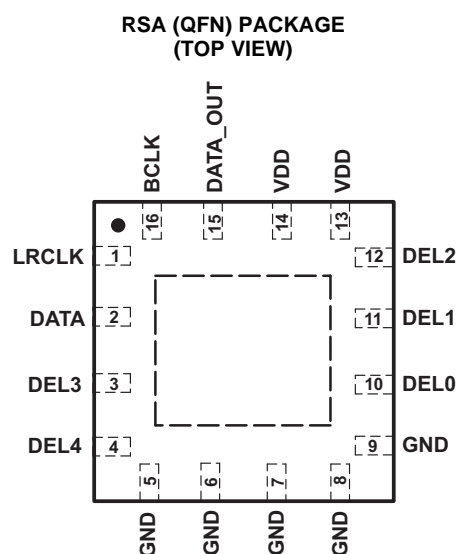 RSA (QFN) PACKAGE
(TOP VIEW)
BCLK
DATA_OUT
VDD
VDD
16
15
14
13
LRCLK 1
12 DEL2
DATA 2
11 DEL1
DEL3 3
10 DEL0
DEL4 4
9 GND
5
6
7
8
GND
GND
GND
GND